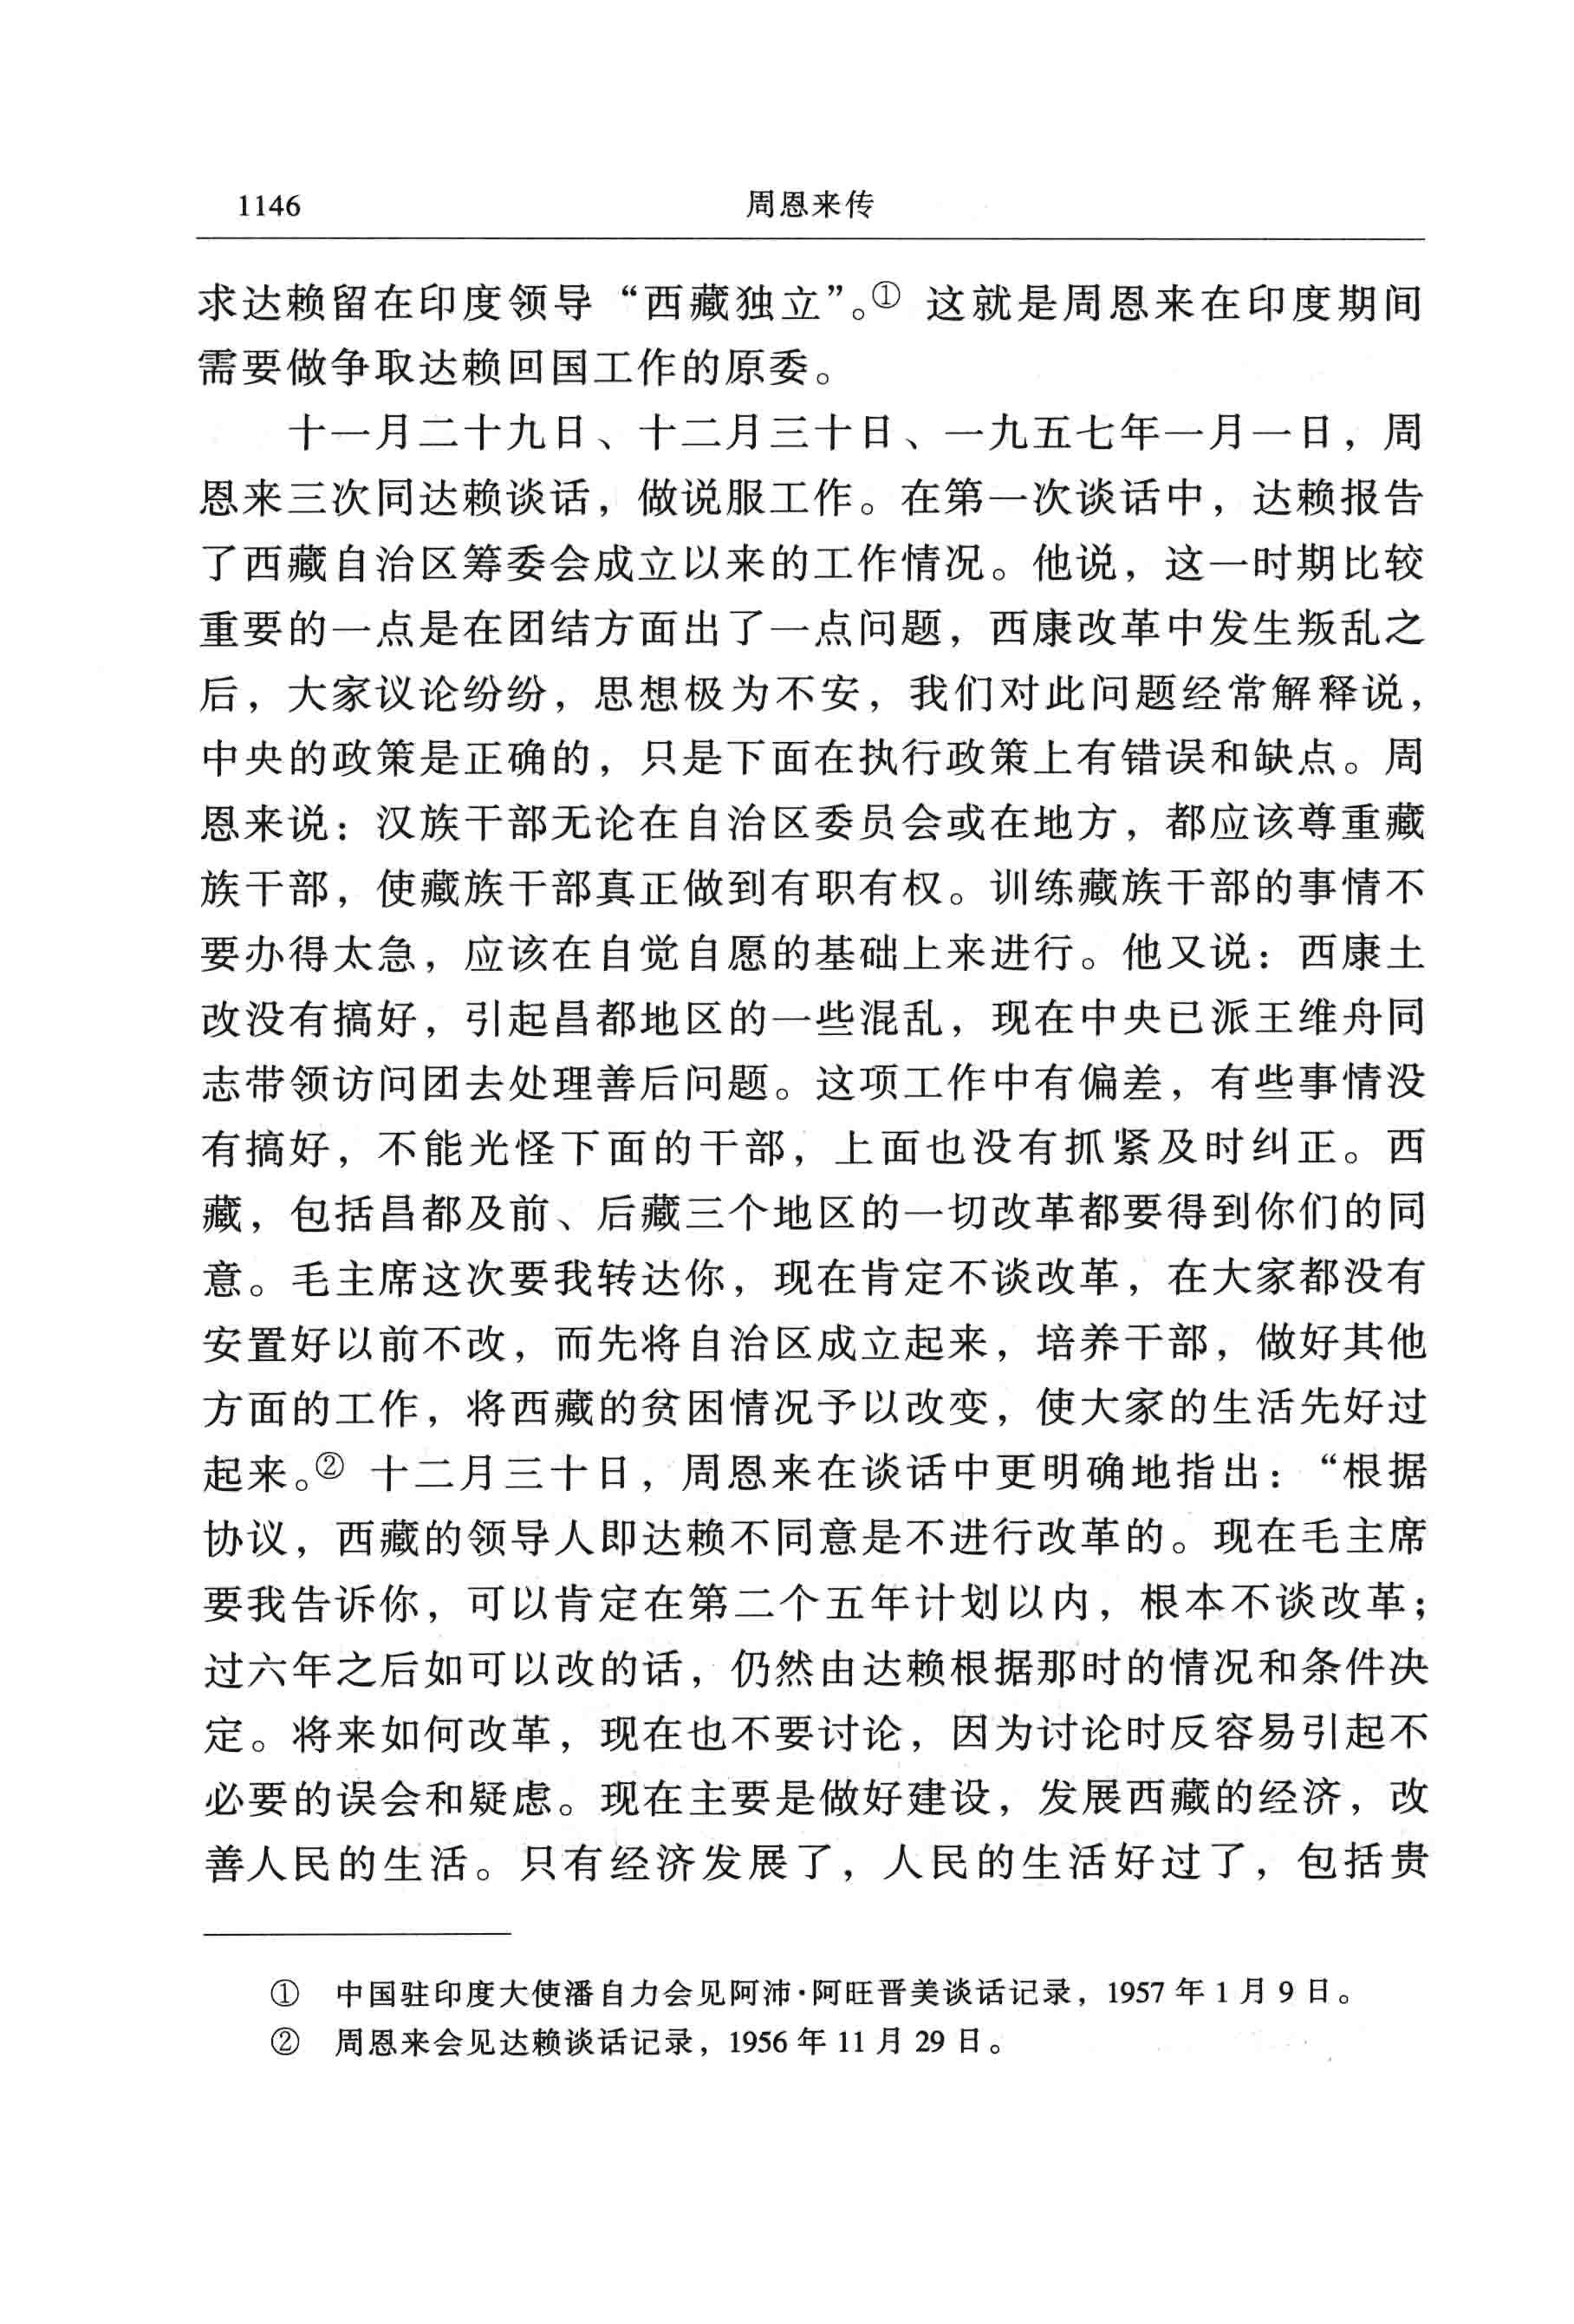 1146
周恩来传
求达赖留在印度领导“西藏独立”。① 这就是周恩来在印度期间
需要做争取达赖回国工作的原委。
十一月二十九日、十二月三十日、一九五七年一月一日，周
恩来三次同达赖谈话，做说服工作。在第一次谈话中，达赖报告
了西藏自治区筹委会成立以来的工作情况。他说，这一时期比较
重要的一点是在团结方面出了一点问题，西康改革中发生叛乱之
后，大家议论纷纷，思想极为不安，我们对此问题经常解释说，
中央的政策是正确的，只是下面在执行政策上有错误和缺点。周
恩来说：汉族干部无论在自治区委员会或在地方，都应该尊重藏
族干部，使藏族干部真正做到有职有权。训练藏族干部的事情不
要办得太急，应该在自觉自愿的基础上来进行。他又说：西康土
改没有搞好，引起昌都地区的一些混乱，现在中央已派王维舟同
志带领访问团去处理善后问题。这项工作中有偏差，有些事情没
有搞好，不能光怪下面的干部，上面也没有抓紧及时纠正。西
藏，包括昌都及前、后藏三个地区的一切改革都要得到你们的同
意。毛主席这次要我转达你，现在肯定不谈改革，在大家都没有
安置好以前不改，而先将自治区成立起来，培养干部，做好其他
方面的工作，将西藏的贫困情况予以改变，使大家的生活先好过
起来。② 十二月三十日，周恩来在谈话中更明确地指出：“根据
协议，西藏的领导人即达赖不同意是不进行改革的。现在毛主席
要我告诉你，可以肯定在第二个五年计划以内，根本不谈改革；
过六年之后如可以改的话，仍然由达赖根据那时的情况和条件决
定。将来如何改革，现在也不要讨论，因为讨论时反容易引起不
必要的误会和疑虑。现在主要是做好建设，发展西藏的经济，改
善人民的生活。只有经济发展了，人民的生活好过了，包括贵
① 中国驻印度大使潘自力会见阿沛·阿旺晋美谈话记录，1957 年 1 月 9 日。
② 周恩来会见达赖谈话记录，1956 年 11 月 29 日。